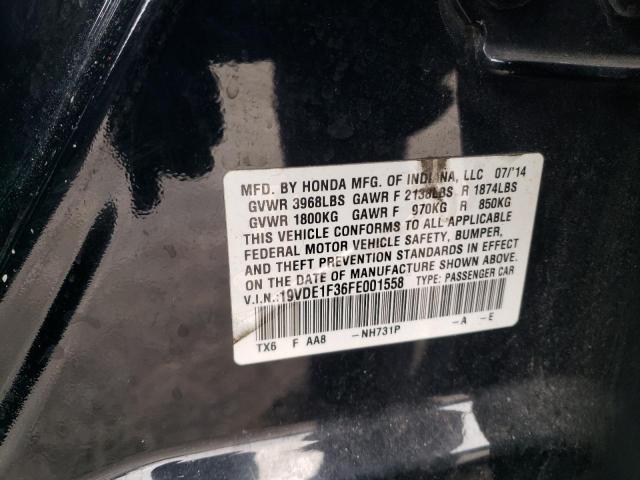 MFD. BY HONDA MFG. OF INDIANA, LLC 07/'14
GVWR 3968LBS GAWR F 2138LBS R 1874LBS
GVWR 1800KG GAWR F 970KG R 850KG
THIS VEHICLE CONFORMS TO ALL APPLICABLE
FEDERAL MOTOR VEHICLE SAFETY, BUMPER,
AND THEFT PREVENTION STANDARDS IN EFFECT
ON THE DATE OF MANUFACTURE SHOWN ABOVE.
V.I.N.:19VDE1F36FE001558 TYPE: PASSENGER CAR
TX6 F AA8 -NH731P -A -E